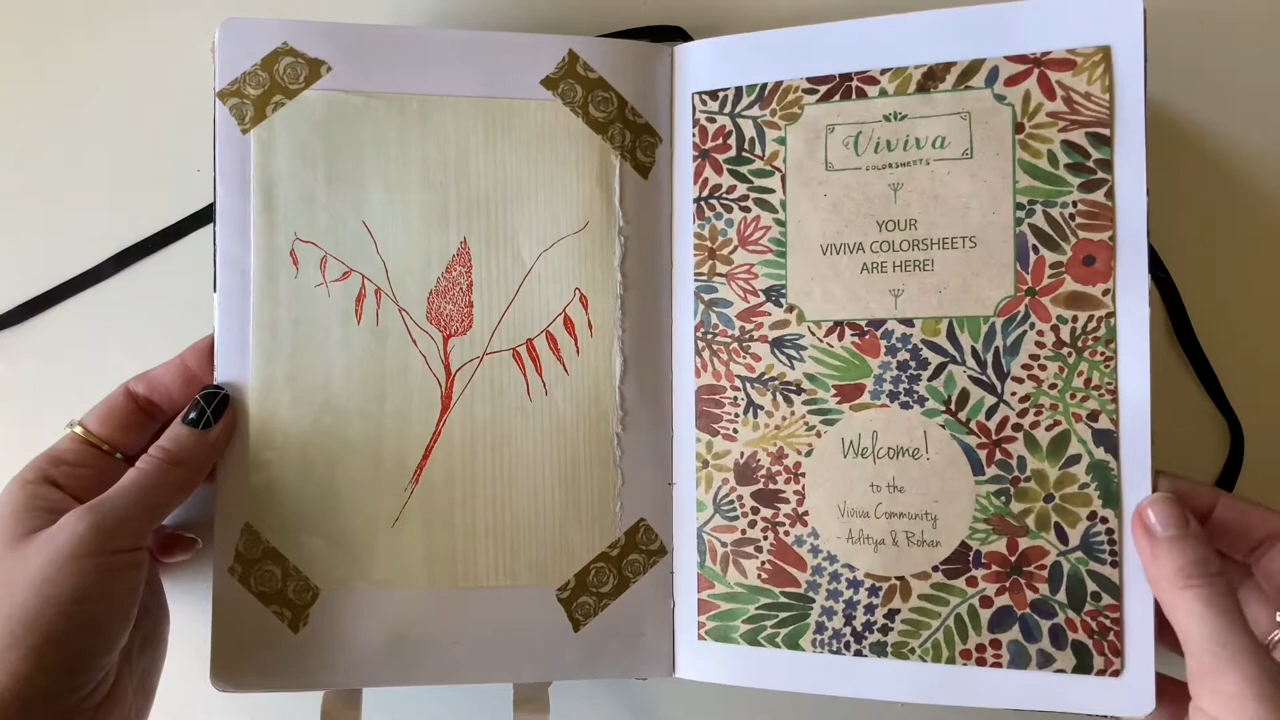 Viviva
COLORSHEETS
YOUR
VIVIVA COLORSHEETS
ARE HERE!
Welcome!
to the
Viviva Community
- Aditya & Rohan